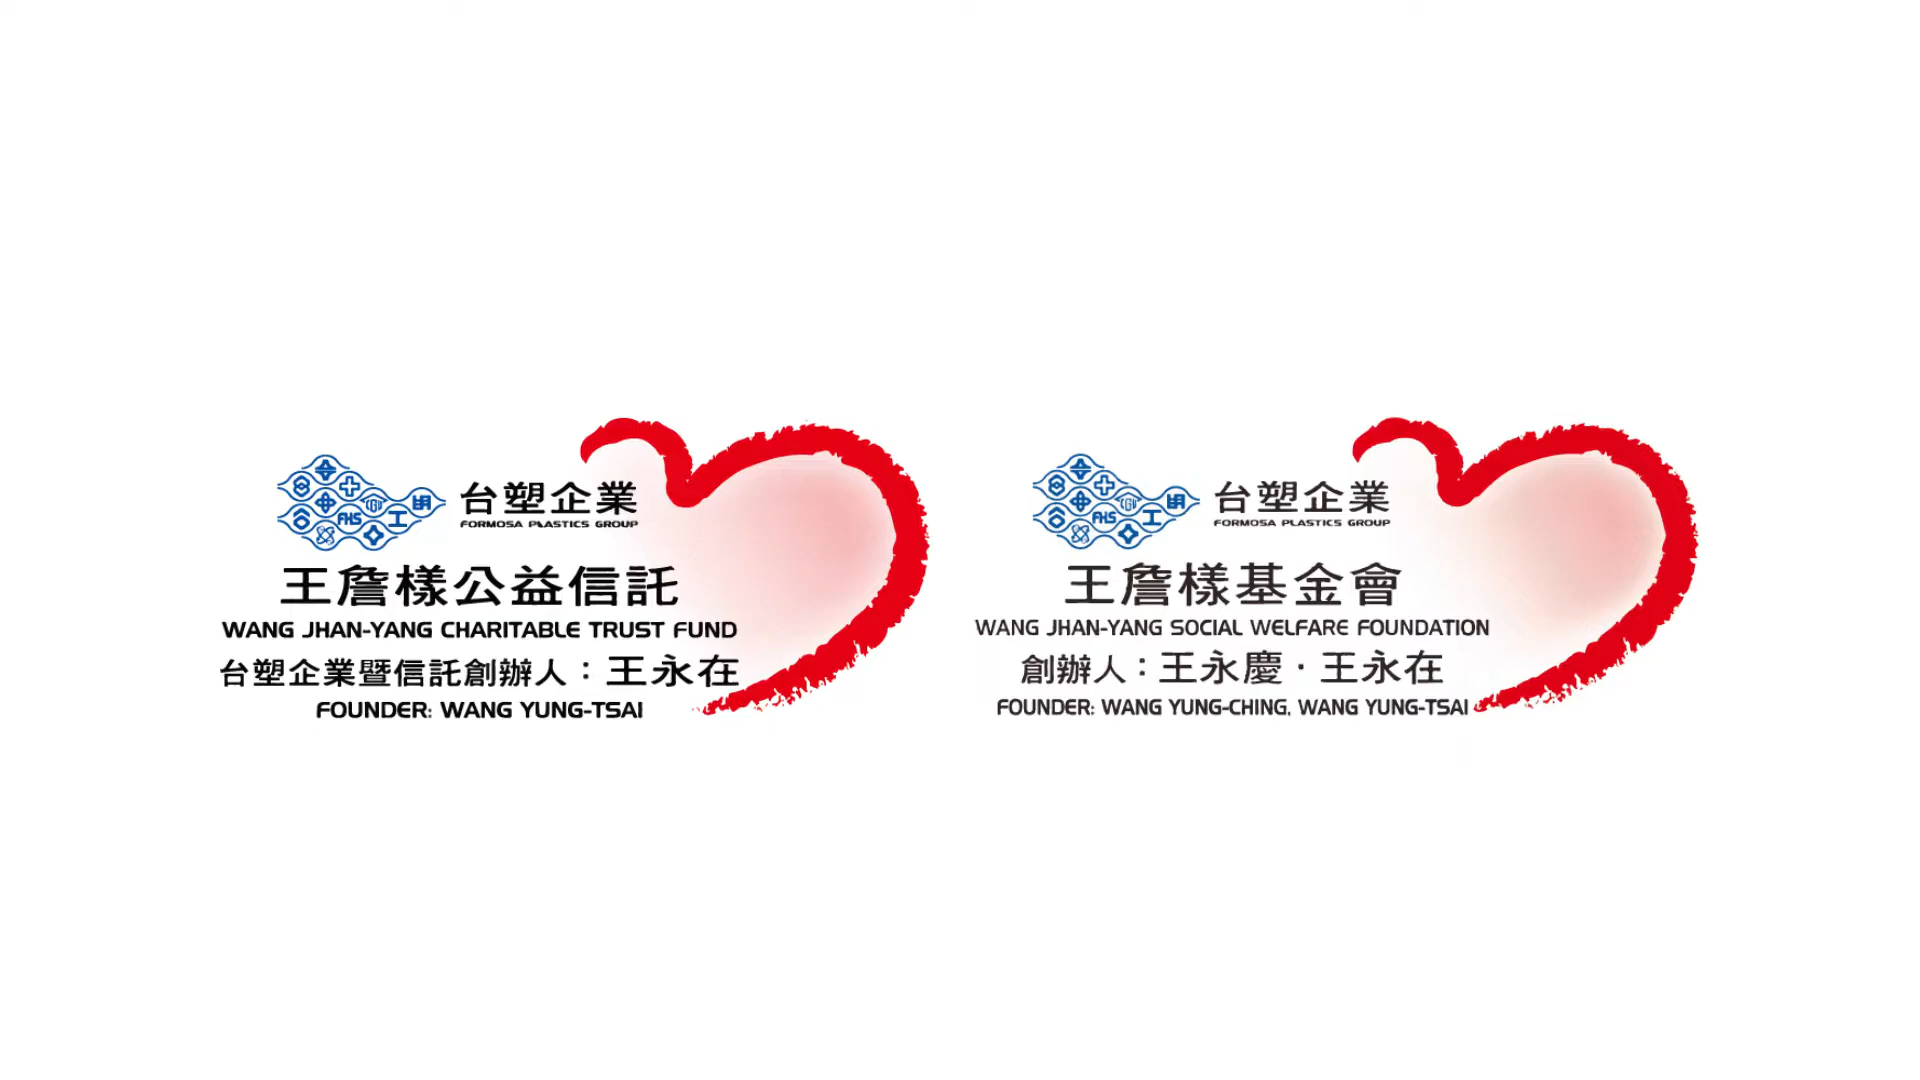 台塑企業
FORMOSA PLASTICS GROUP
王詹樣公益信託
WANG JHAN-YANG CHARITABLE TRUST FUND
台塑企業暨信託創辦人：王永在
FOUNDER: WANG YUNG-TSAI
台塑企業
FORMOSA PLASTICS GROUP
王詹樣基金會
WANG JHAN-YANG SOCIAL WELFARE FOUNDATION
創辦人：王永慶·王永在
FOUNDER: WANG YUNG-CHING, WANG YUNG-TSAI